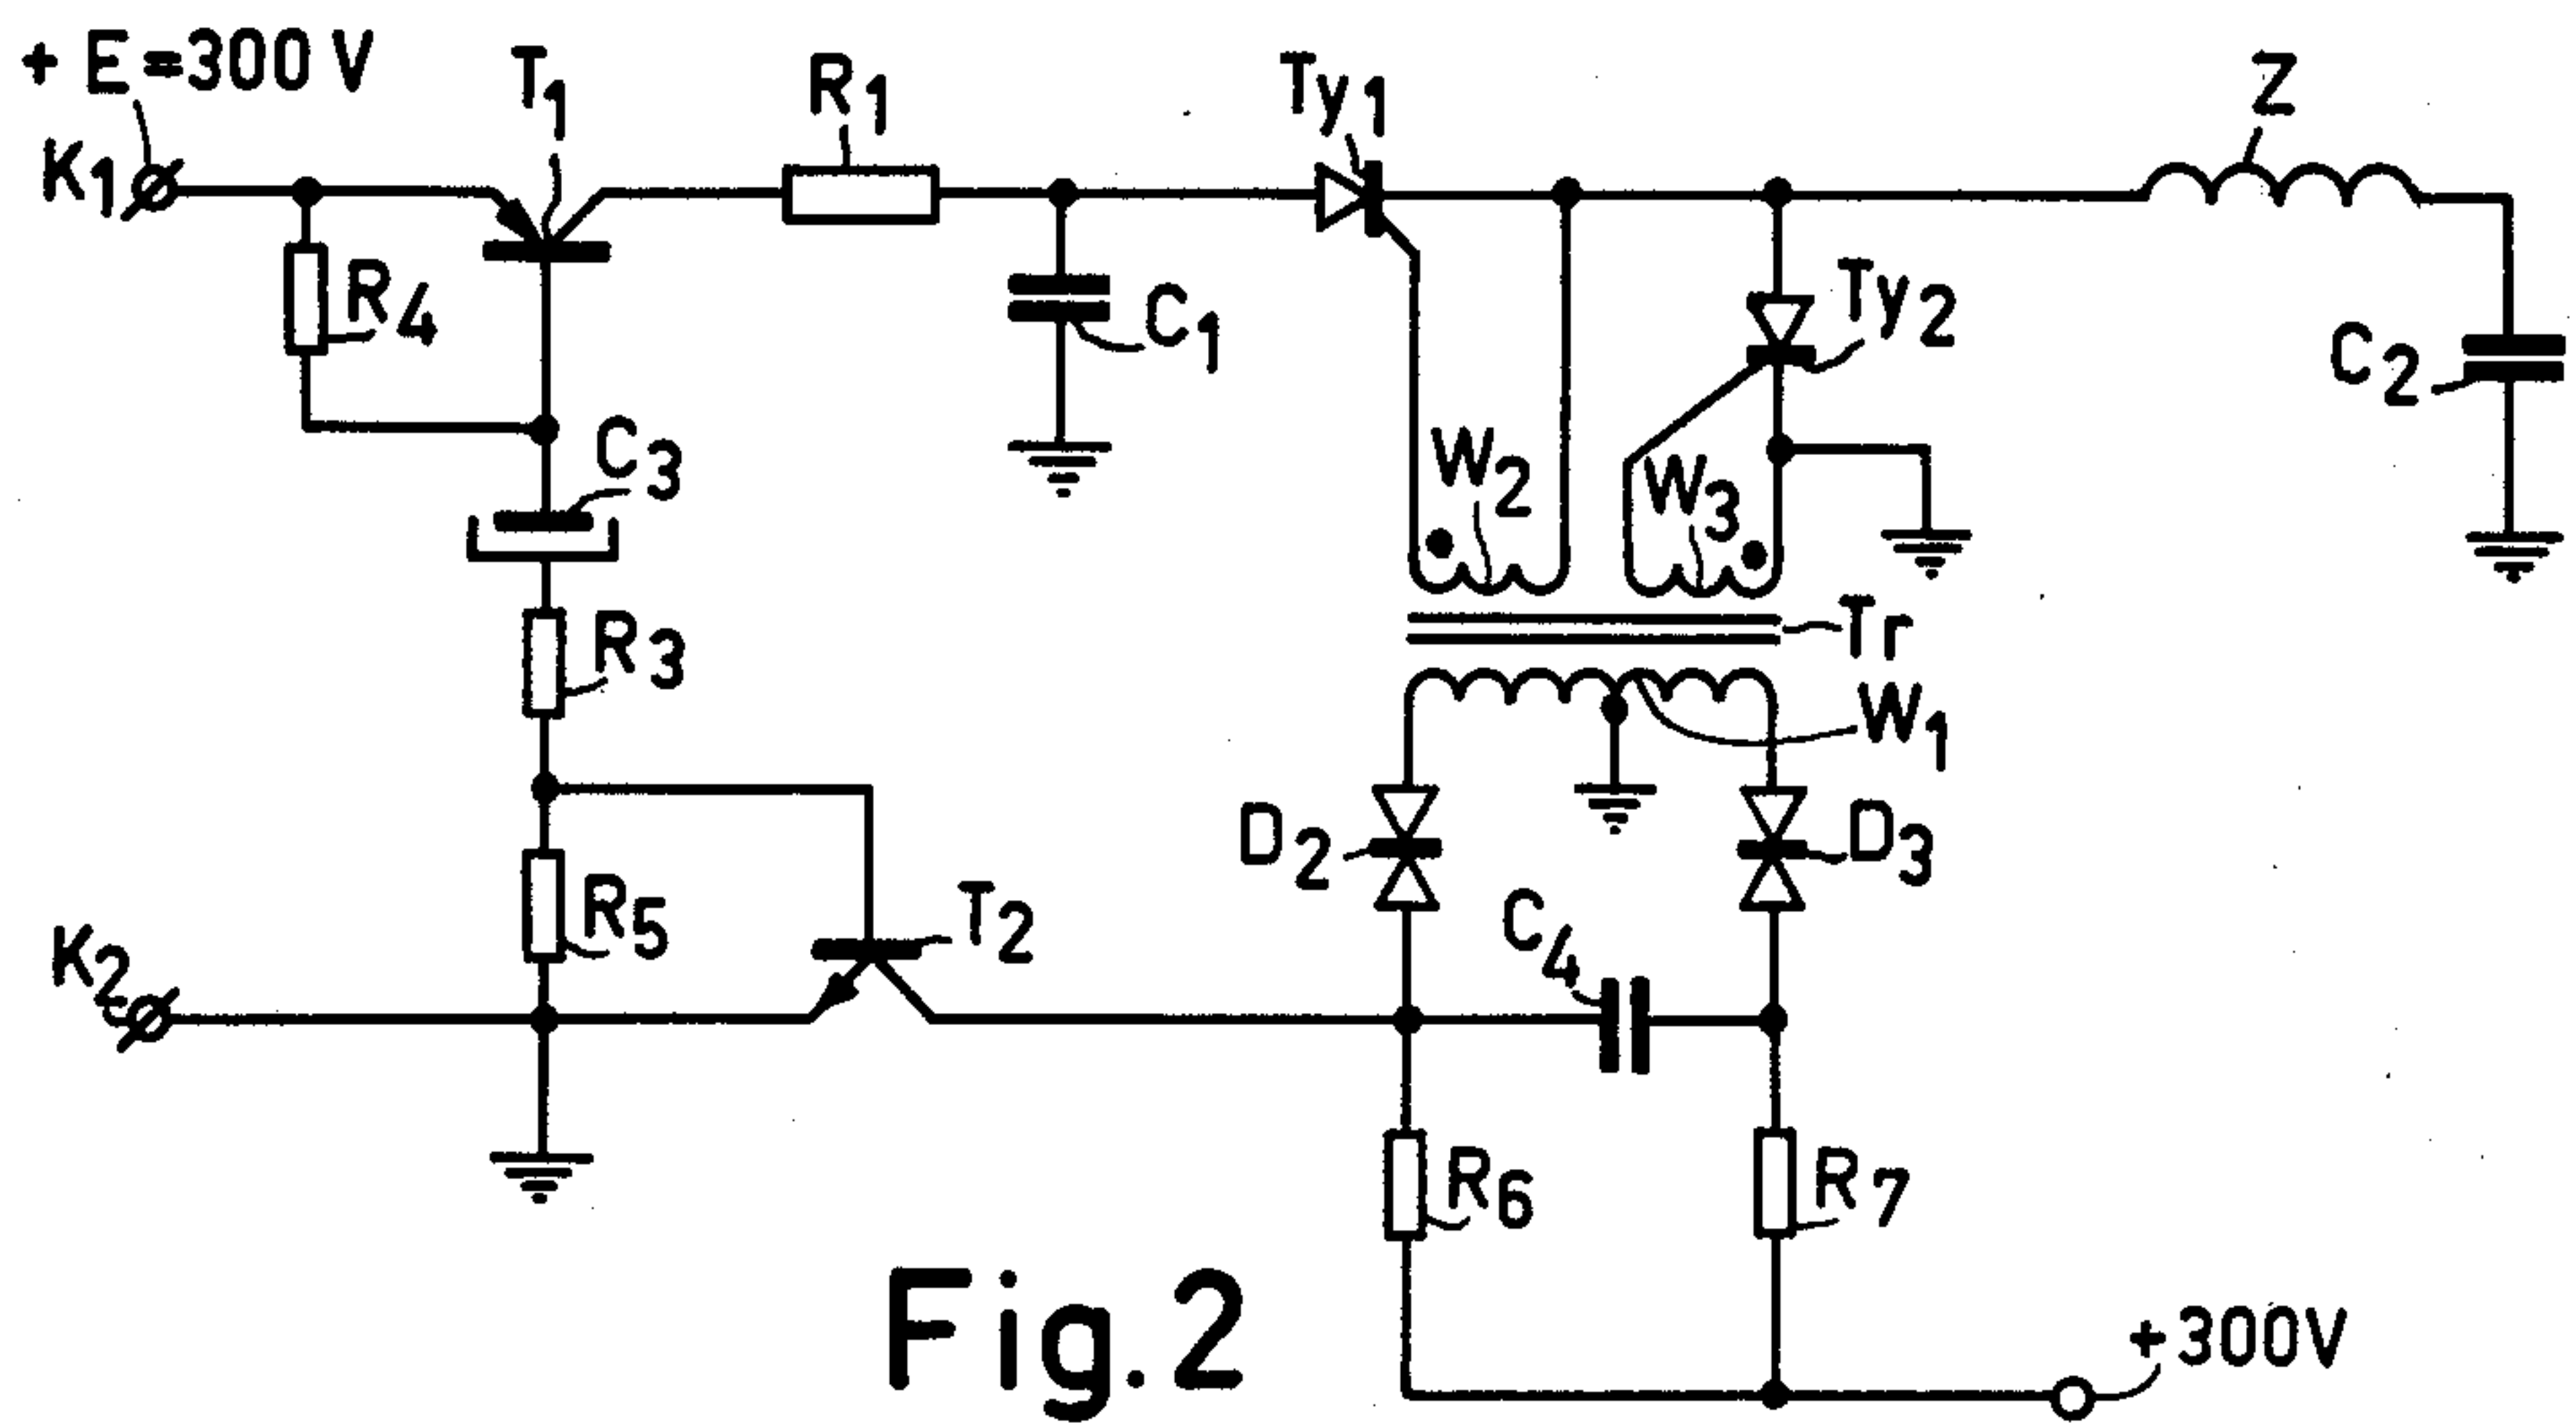 + E=300 V
K1
T1
R1
Ty1
Z
R4
C1
Ty2
C2
C3
W2
W3
R3
Tr
W1
D2
D3
R5
T2
C4
K2
R6
R7
Fig.2
+300V